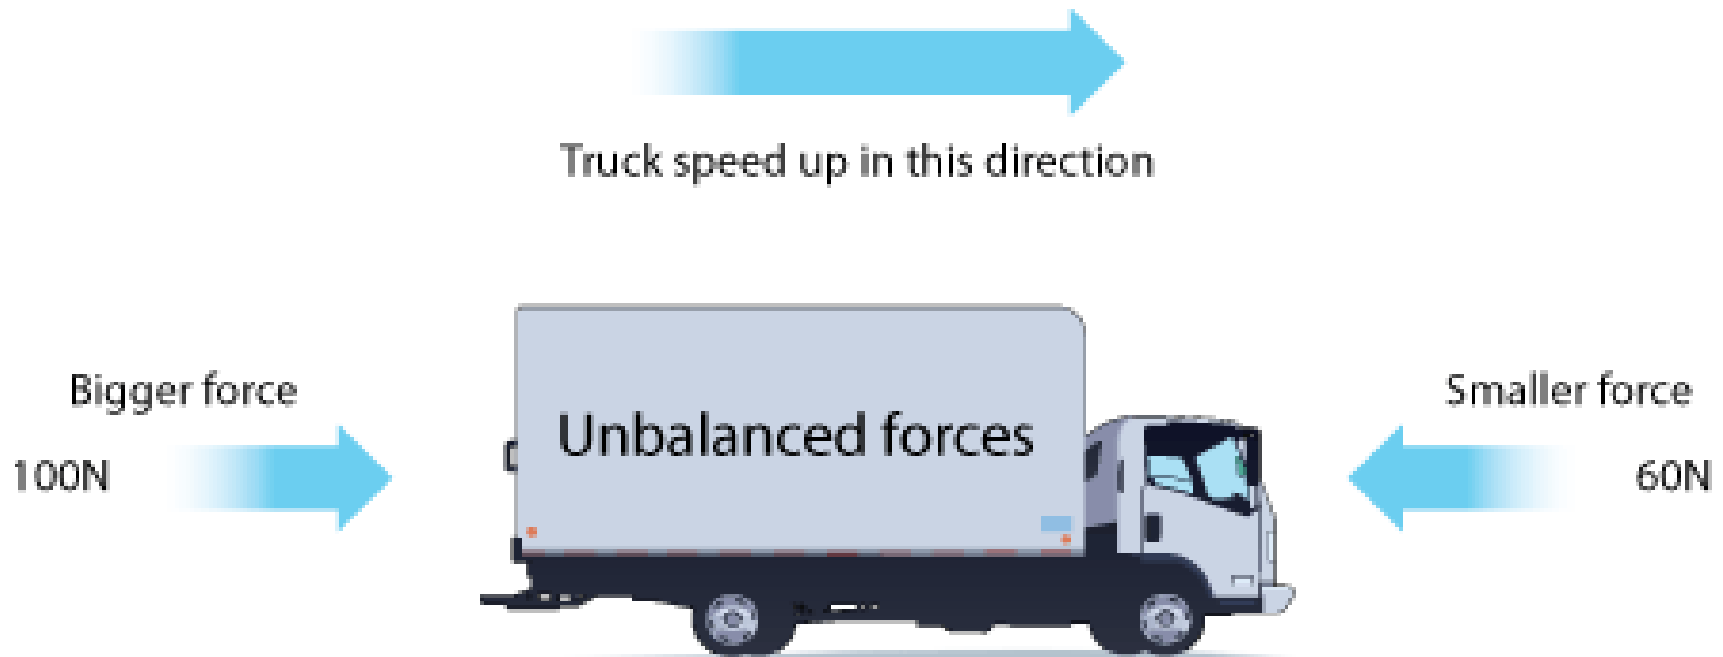 Truck speed up in this direction
Bigger force
Smaller force
Unbalanced forces
100N
60N